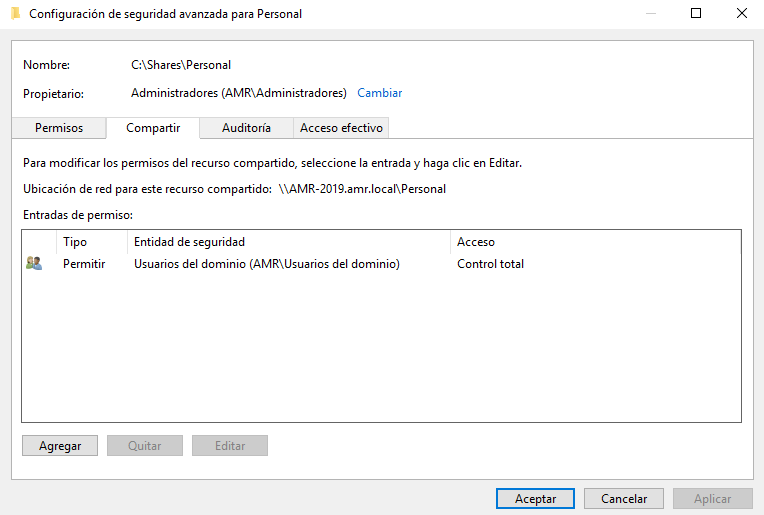 Configuración de seguridad avanzada para Personal
Nombre: C:\Shares\Personal
Propietario: Administradores (AMR\Administradores) Cambiar
Permisos Compartir Auditoría Acceso efectivo
Para modificar los permisos del recurso compartido, seleccione la entrada y haga clic en Editar.
Ubicación de red para este recurso compartido: \\AMR-2019.amr.local\Personal
Entradas de permiso:
Tipo Entidad de seguridad Acceso
Permitir Usuarios del dominio (AMR\Usuarios del dominio) Control total
Agregar Quitar Editar
Aceptar Cancelar Aplicar